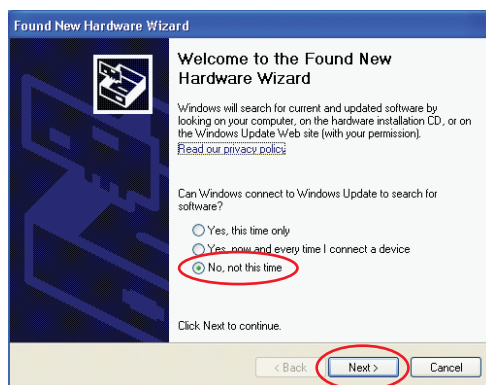 Found New Hardware Wizard
Welcome to the Found New
Hardware Wizard
Windows will search for current and updated software by
looking on your computer, on the hardware installation CD, or on
the Windows Update Web site (with your permission).
Read our privacy policy
Can Windows connect to Windows Update to search for
software?
Yes, this time only
Yes, now and every time I connect a device
No, not this time
Click Next to continue.
< Back Next > Cancel